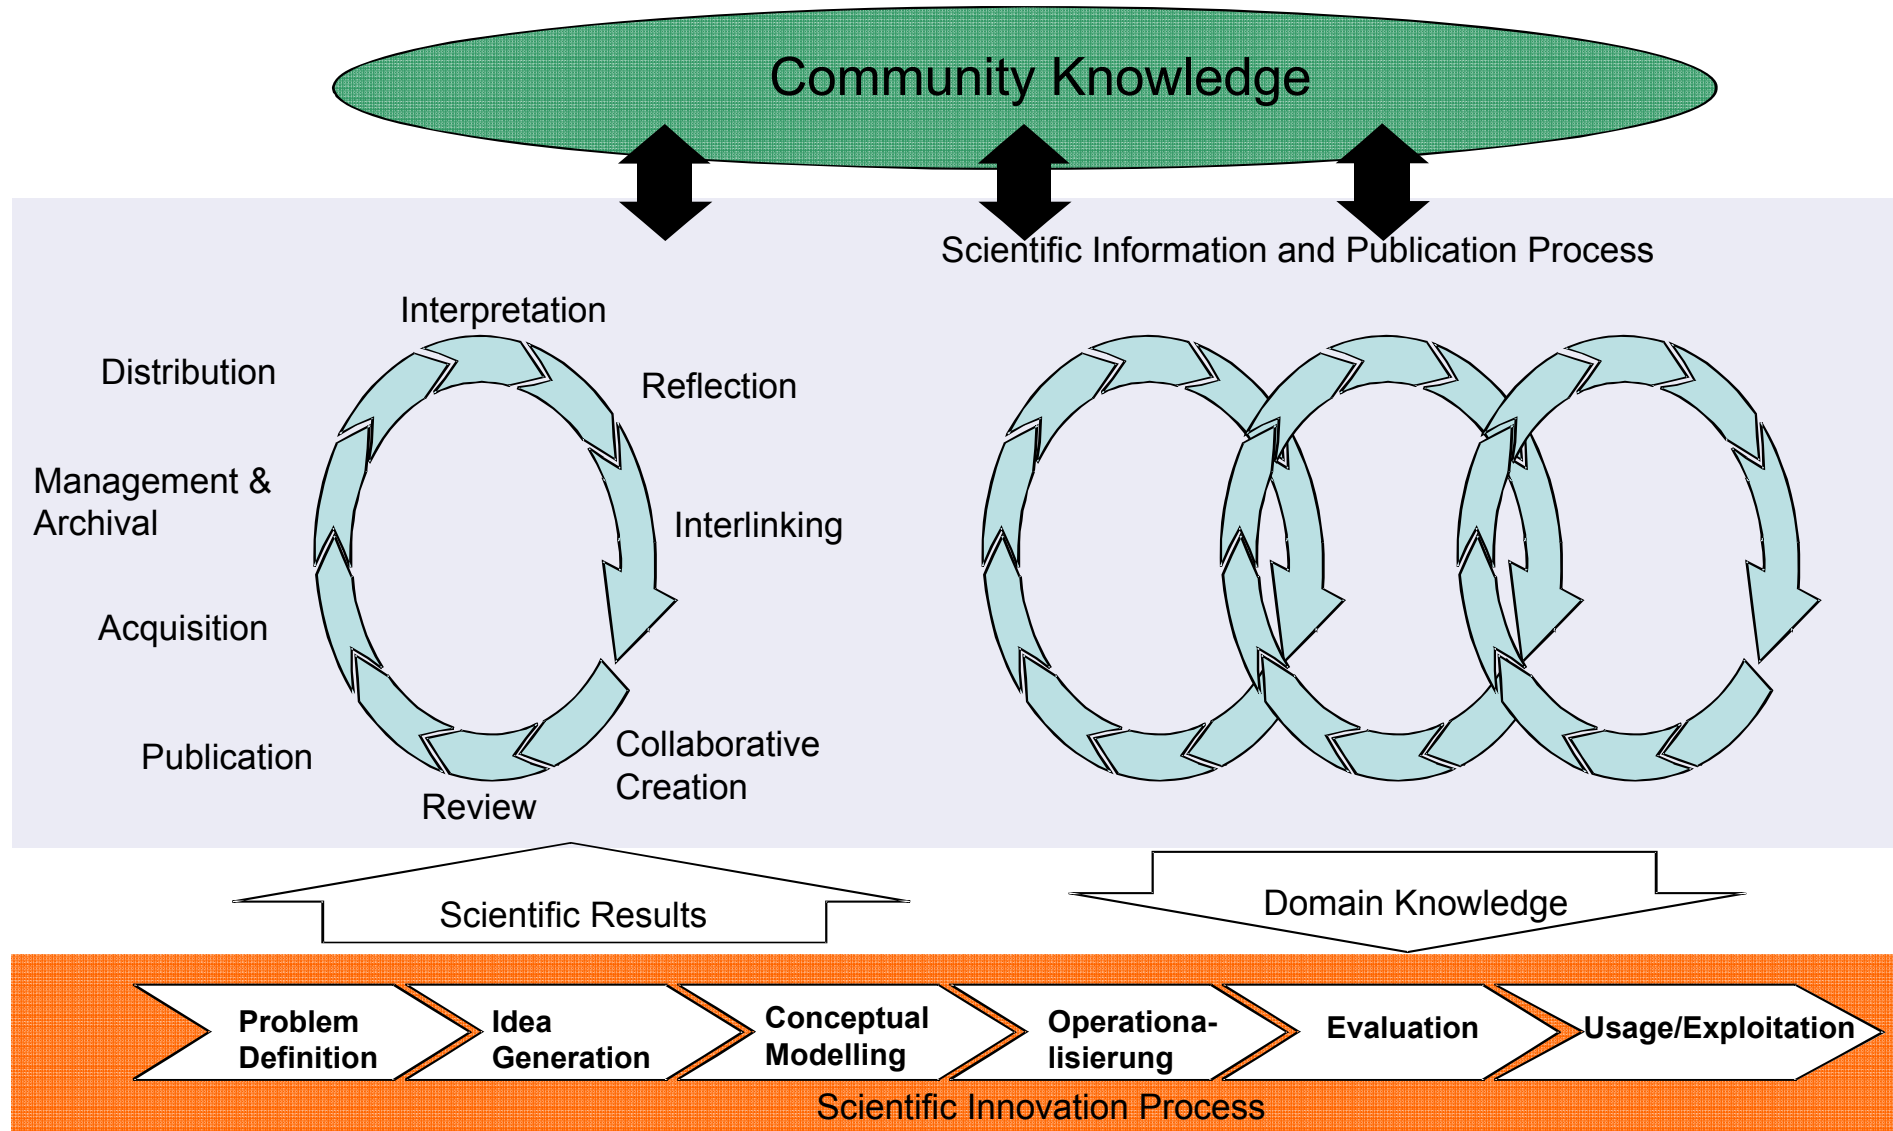 Community Knowledge
Scientific Information and Publication Process
Interpretation
Distribution
Reflection
Management &
Archival
Interlinking
Acquisition
Collaborative
Creation
Publication
Review
Scientific Results
Domain Knowledge
Problem
Definition
Idea
Generation
Conceptual
Modelling
Operationa-
lisierung
Evaluation
Usage/Exploitation
Scientific Innovation Process